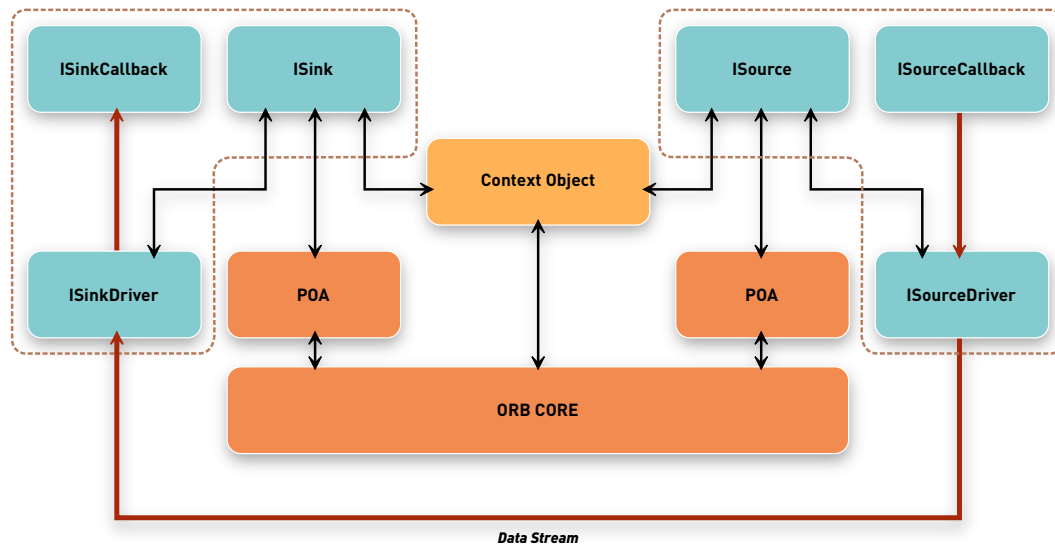 ISinkCallback
ISink
ISource
ISourceCallback
Context Object
ISinkDriver
POA
POA
ISourceDriver
ORB CORE
Data Stream